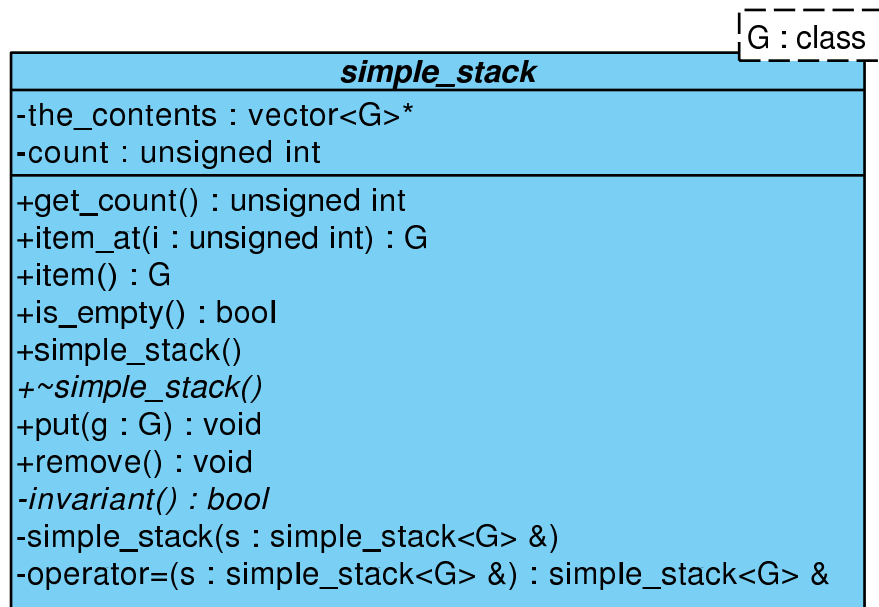 G : class
simple_stack
-the_contents : vector<G>*
-count : unsigned int
+get_count() : unsigned int
+item_at(i : unsigned int) : G
+item() : G
+is_empty() : bool
+simple_stack()
+~simple_stack()
+put(g : G) : void
+remove() : void
-invariant() : bool
-simple_stack(s : simple_stack<G> &)
-operator=(s : simple_stack<G> &) : simple_stack<G> &